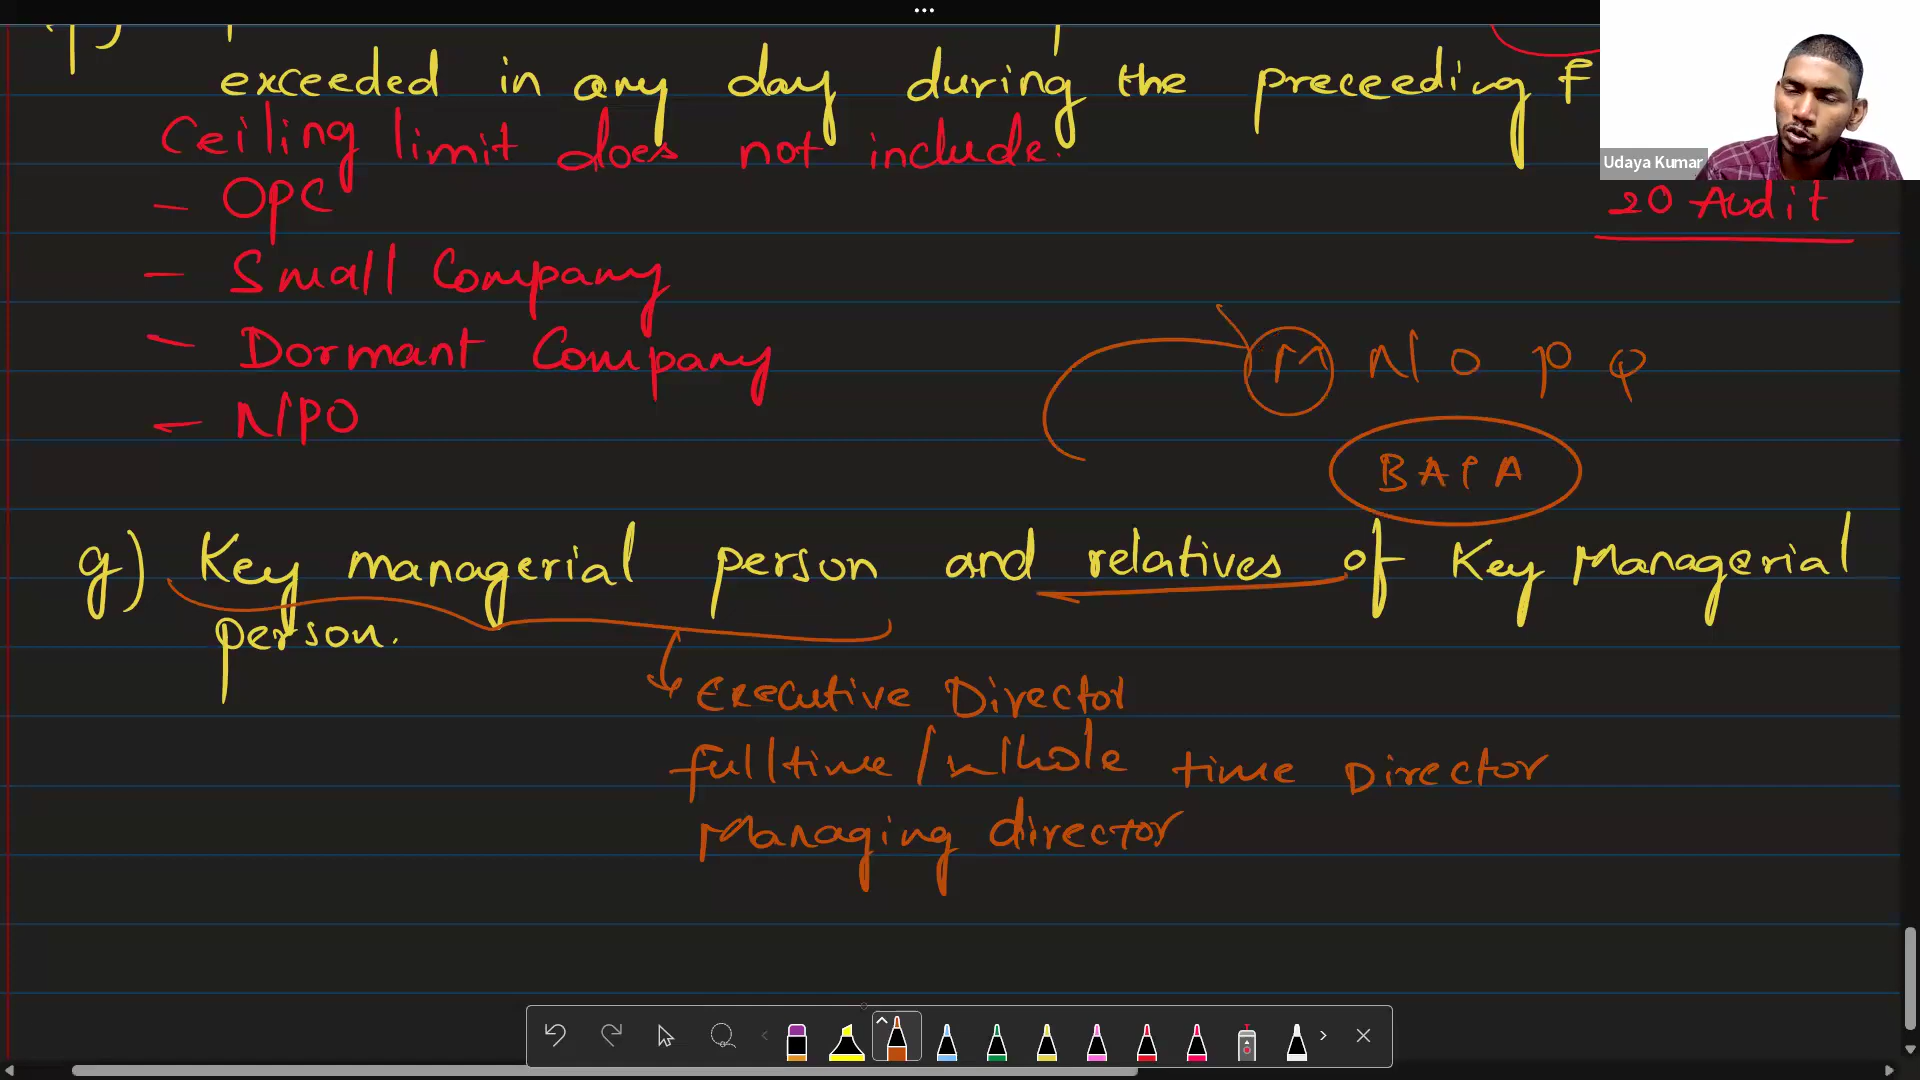 exceeded in any day during the preceeding F
Udaya Kumar
Ceiling limit does not include.
- OPC
20 Audit
- Small Company
- Dormant Company
M N O P Q
- NPO
g) Key managerial person and relatives of Key Managerial
person.
Executive Director
fulltime / whole time Director
Managing director